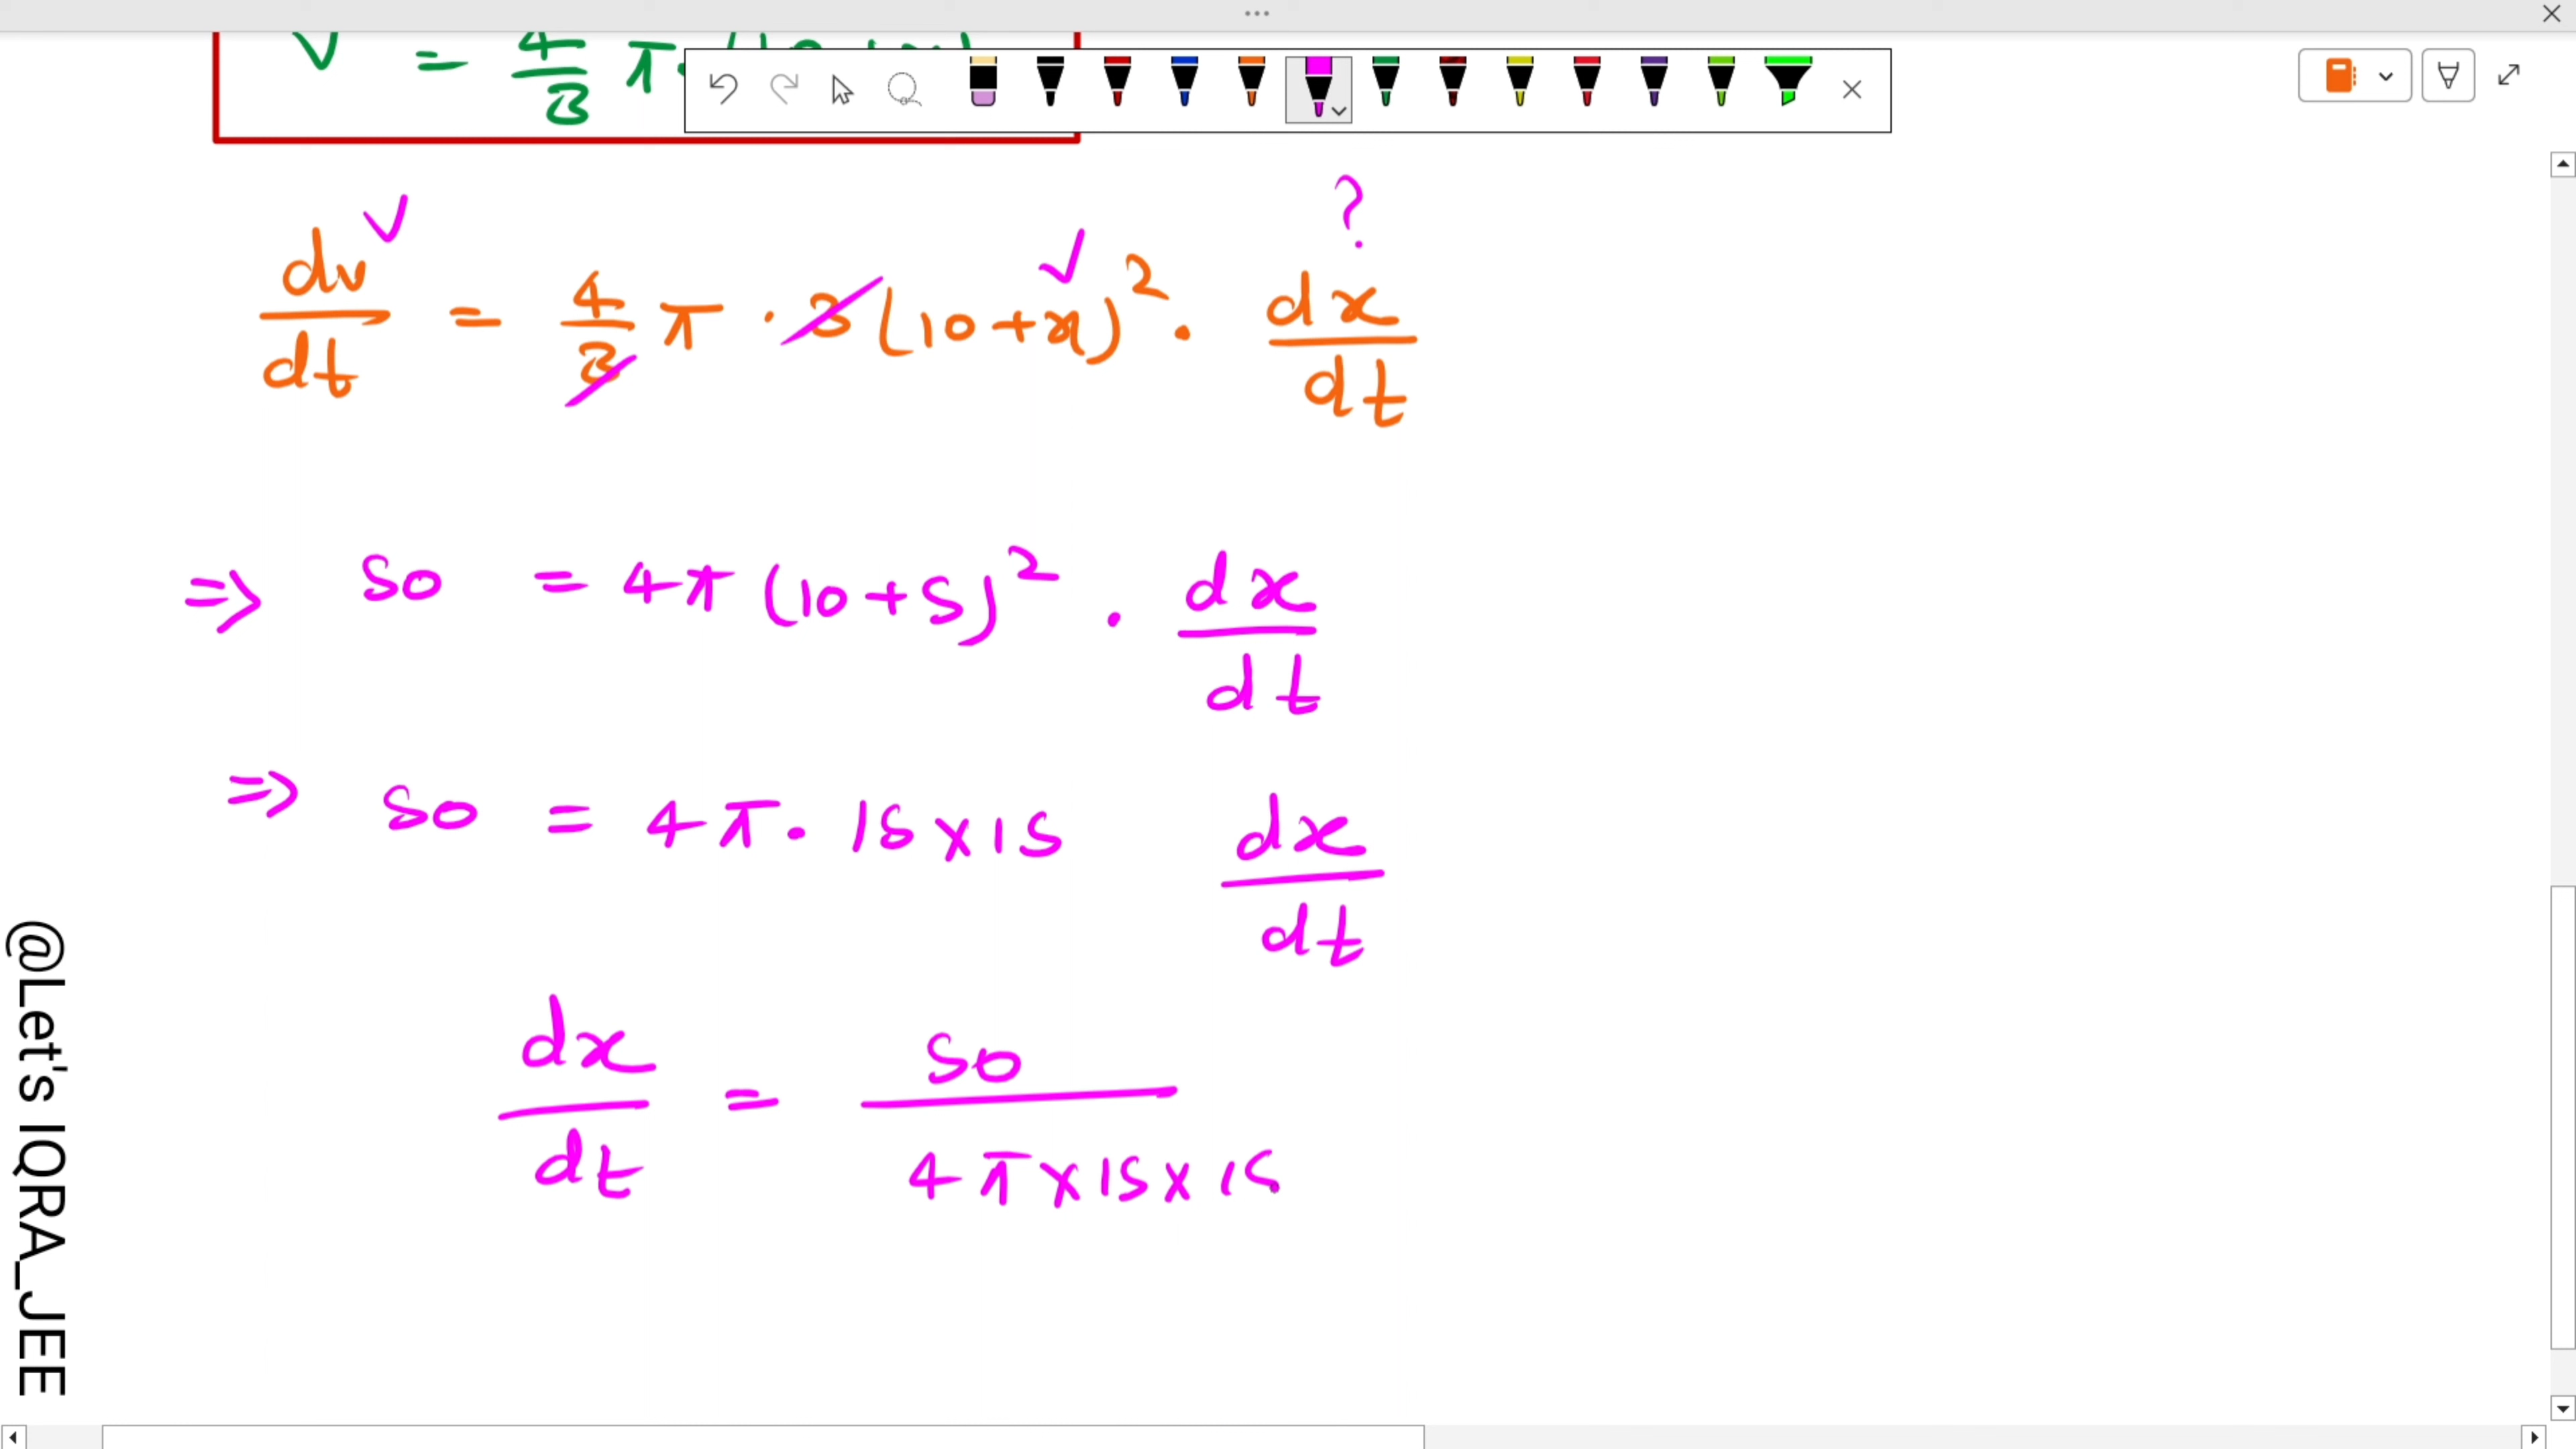 V = 4/3 π.
dv/dt ✓ = 4/3 π · 3(10+x)² ✓ · dx/dt ?
⇒ 50 = 4π(10+5)² · dx/dt
⇒ 50 = 4π · 15×15 dx/dt
dx/dt = 50/4π×15×15
@Let's IQRA_JEE